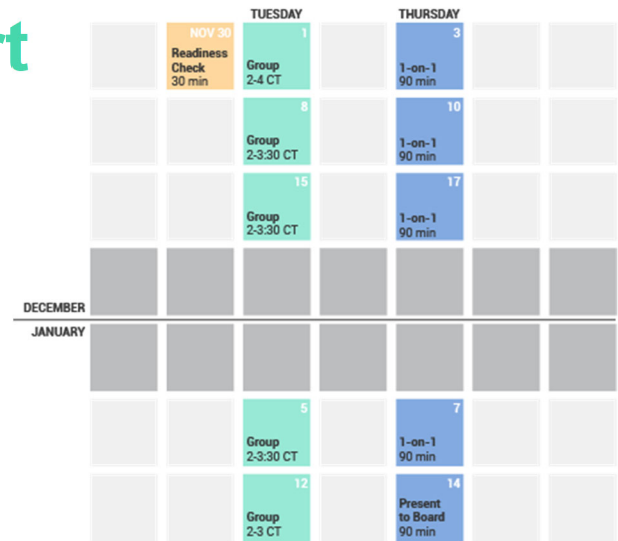 rt
TUESDAY THURSDAY
NOV 30 1 3
Readiness
Check
30 min
Group
2-4 CT
1-on-1
90 min
8 10
Group
2-3:30 CT
1-on-1
90 min
15 17
Group
2-3:30 CT
1-on-1
90 min
DECEMBER
JANUARY
5 7
Group
2-3:30 CT
1-on-1
90 min
12 14
Group
2-3 CT
Present
to Board
90 min